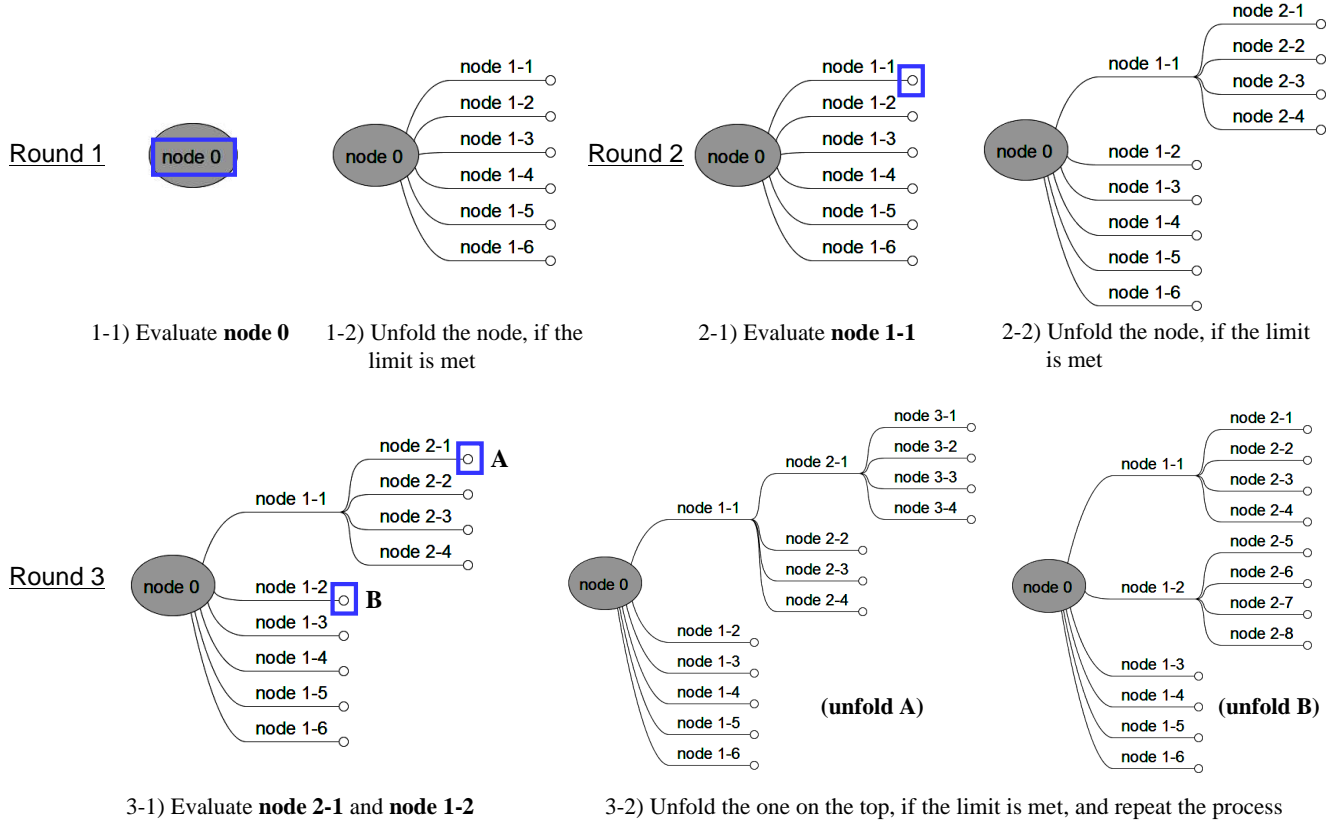 Round 1
node 0
node 0
node 1-1
node 1-2
node 1-3
node 1-4
node 1-5
node 1-6
1-1) Evaluate node 0
1-2) Unfold the node, if the
limit is met
Round 2
node 0
node 1-1
node 1-2
node 1-3
node 1-4
node 1-5
node 1-6
node 0
node 1-1
node 2-1
node 2-2
node 2-3
node 2-4
node 1-2
node 1-3
node 1-4
node 1-5
node 1-6
2-1) Evaluate node 1-1
2-2) Unfold the node, if the limit
is met
Round 3
node 0
node 1-1
node 2-1
A
node 2-2
node 2-3
node 2-4
node 1-2
B
node 1-3
node 1-4
node 1-5
node 1-6
node 0
node 1-1
node 2-1
node 3-1
node 3-2
node 3-3
node 3-4
node 2-2
node 2-3
node 2-4
node 1-2
node 1-3
node 1-4
node 1-5
node 1-6
(unfold A)
node 0
node 1-1
node 2-1
node 2-2
node 2-3
node 2-4
node 1-2
node 2-5
node 2-6
node 2-7
node 2-8
node 1-3
node 1-4
node 1-5
node 1-6
(unfold B)
3-1) Evaluate node 2-1 and node 1-2
3-2) Unfold the one on the top, if the limit is met, and repeat the process